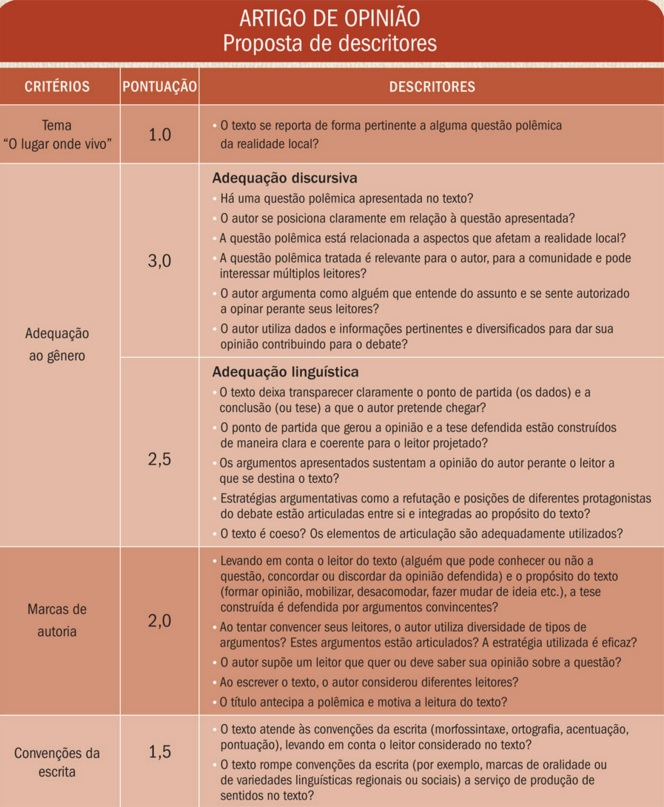 ARTIGO DE OPINIÃO
Proposta de descritores
CRITÉRIOS
PONTUAÇÃO
DESCRITORES
Tema
“O lugar onde vivo”
1.0
• O texto se reporta de forma pertinente a alguma questão polêmica
da realidade local?
Adequação
ao gênero
3,0
Adequação discursiva
• Há uma questão polêmica apresentada no texto?
• O autor se posiciona claramente em relação à questão apresentada?
• A questão polêmica está relacionada a aspectos que afetam a realidade local?
• A questão polêmica tratada é relevante para o autor, para a comunidade e pode
interessar múltiplos leitores?
• O autor argumenta como alguém que entende do assunto e se sente autorizado
a opinar perante seus leitores?
• O autor utiliza dados e informações pertinentes e diversificados para dar sua
opinião contribuindo para o debate?
2,5
Adequação linguística
• O texto deixa transparecer claramente o ponto de partida (os dados) e a
conclusão (ou tese) a que o autor pretende chegar?
• O ponto de partida que gerou a opinião e a tese defendida estão construídos
de maneira clara e coerente para o leitor projetado?
• Os argumentos apresentados sustentam a opinião do autor perante o leitor a
que se destina o texto?
• Estratégias argumentativas como a refutação e posições de diferentes protagonistas
do debate estão articuladas entre si e integradas ao propósito do texto?
• O texto é coeso? Os elementos de articulação são adequadamente utilizados?
Marcas de
autoria
2,0
• Levando em conta o leitor do texto (alguém que pode conhecer ou não a
questão, concordar ou discordar da opinião defendida) e o propósito do texto
(formar opinião, mobilizar, desacomodar, fazer mudar de ideia etc.), a tese
construída é defendida por argumentos convincentes?
• Ao tentar convencer seus leitores, o autor utiliza diversidade de tipos de
argumentos? Estes argumentos estão articulados? A estratégia utilizada é eficaz?
• O autor supõe um leitor que quer ou deve saber sua opinião sobre a questão?
• Ao escrever o texto, o autor considerou diferentes leitores?
• O título antecipa a polêmica e motiva a leitura do texto?
Convenções da
escrita
1,5
• O texto atende às convenções da escrita (morfossintaxe, ortografia, acentuação,
pontuação), levando em conta o leitor considerado no texto?
• O texto rompe convenções da escrita (por exemplo, marcas de oralidade ou
de variedades linguísticas regionais ou sociais) a serviço de produção de
sentidos no texto?